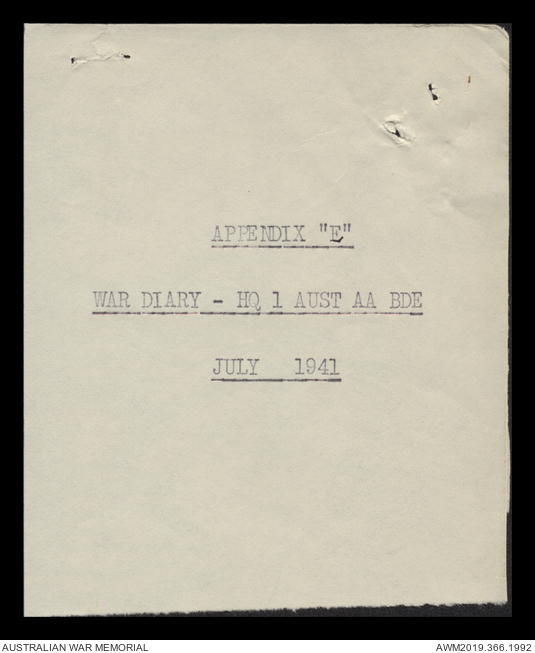 APPENDIX "E"
WAR DIARY - HQ 1 AUST AA BDE
JULY 1941
AUSTRALIAN WAR MEMORIAL
AWM2019.366.1992